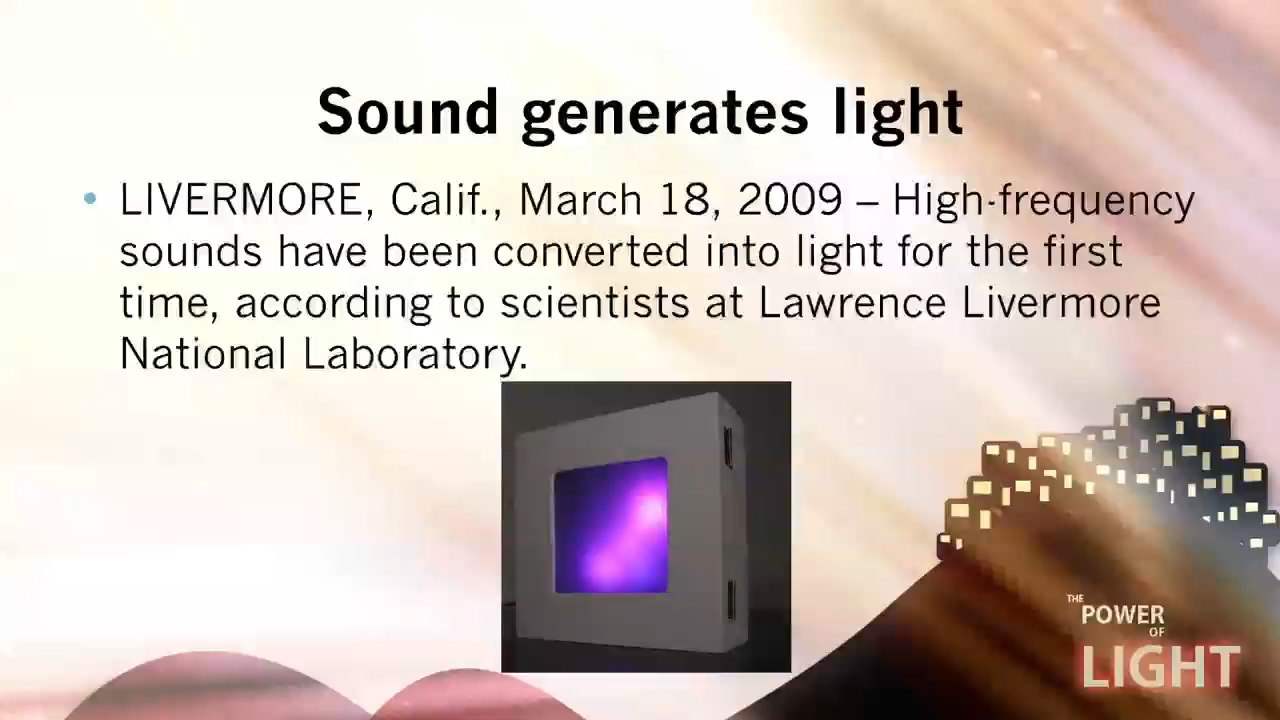 Sound generates light
• LIVERMORE, Calif., March 18, 2009 – High-frequency
sounds have been converted into light for the first
time, according to scientists at Lawrence Livermore
National Laboratory.
THE
POWER
OF
LIGHT